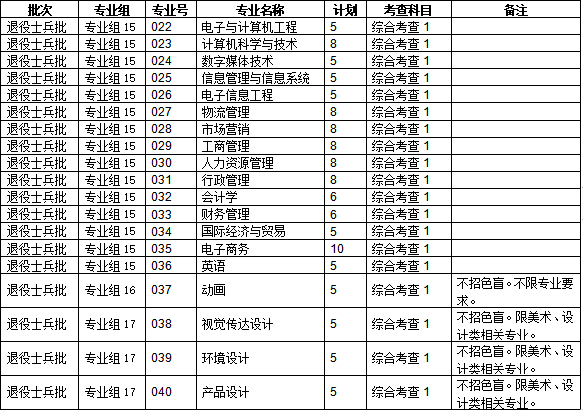 批次 专业组 专业号 专业名称 计划 考查科目 备注
退役士兵批 专业组 15 022 电子与计算机工程 5 综合考查 1
退役士兵批 专业组 15 023 计算机科学与技术 8 综合考查 1
退役士兵批 专业组 15 024 数字媒体技术 5 综合考查 1
退役士兵批 专业组 15 025 信息管理与信息系统 5 综合考查 1
退役士兵批 专业组 15 026 电子信息工程 5 综合考查 1
退役士兵批 专业组 15 027 物流管理 8 综合考查 1
退役士兵批 专业组 15 028 市场营销 8 综合考查 1
退役士兵批 专业组 15 029 工商管理 8 综合考查 1
退役士兵批 专业组 15 030 人力资源管理 8 综合考查 1
退役士兵批 专业组 15 031 行政管理 8 综合考查 1
退役士兵批 专业组 15 032 会计学 6 综合考查 1
退役士兵批 专业组 15 033 财务管理 6 综合考查 1
退役士兵批 专业组 15 034 国际经济与贸易 5 综合考查 1
退役士兵批 专业组 15 035 电子商务 10 综合考查 1
退役士兵批 专业组 15 036 英语 5 综合考查 1
退役士兵批 专业组 16 037 动画 5 综合考查 1 不招色盲。不限专业要
求。
退役士兵批 专业组 17 038 视觉传达设计 5 综合考查 1 不招色盲。限美术、设
计类相关专业。
退役士兵批 专业组 17 039 环境设计 5 综合考查 1 不招色盲。限美术、设
计类相关专业。
退役士兵批 专业组 17 040 产品设计 5 综合考查 1 不招色盲。限美术、设
计类相关专业。